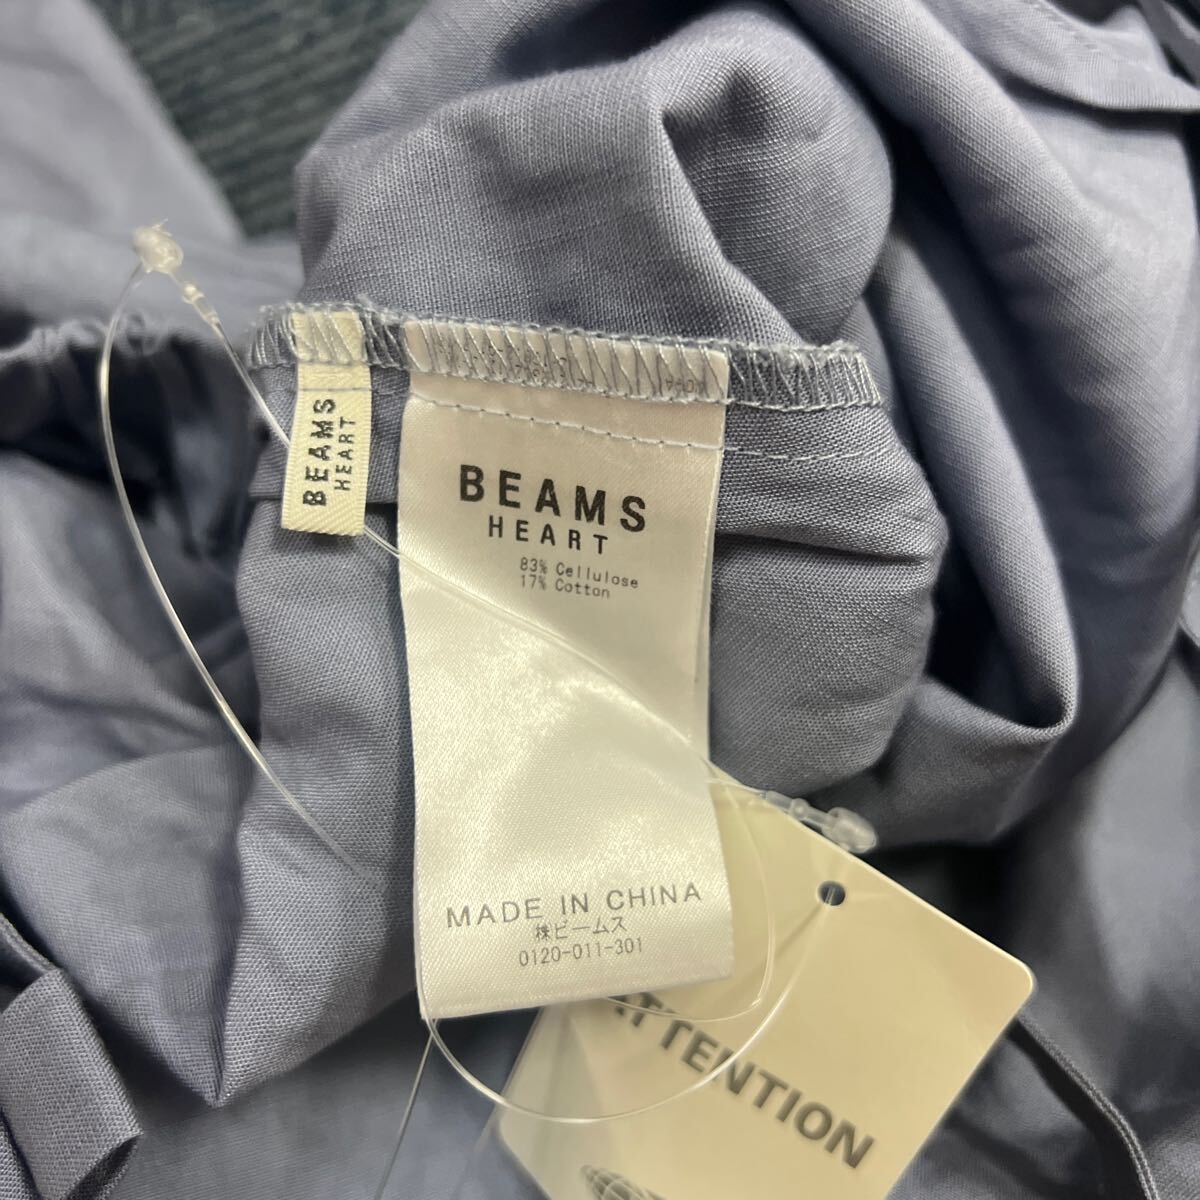 BEAMS
HEART
BEAMS
HEART
83% Cellulose
17% Cotton
MADE IN CHINA
㈱ビームス
0120-011-301
ATTENTION